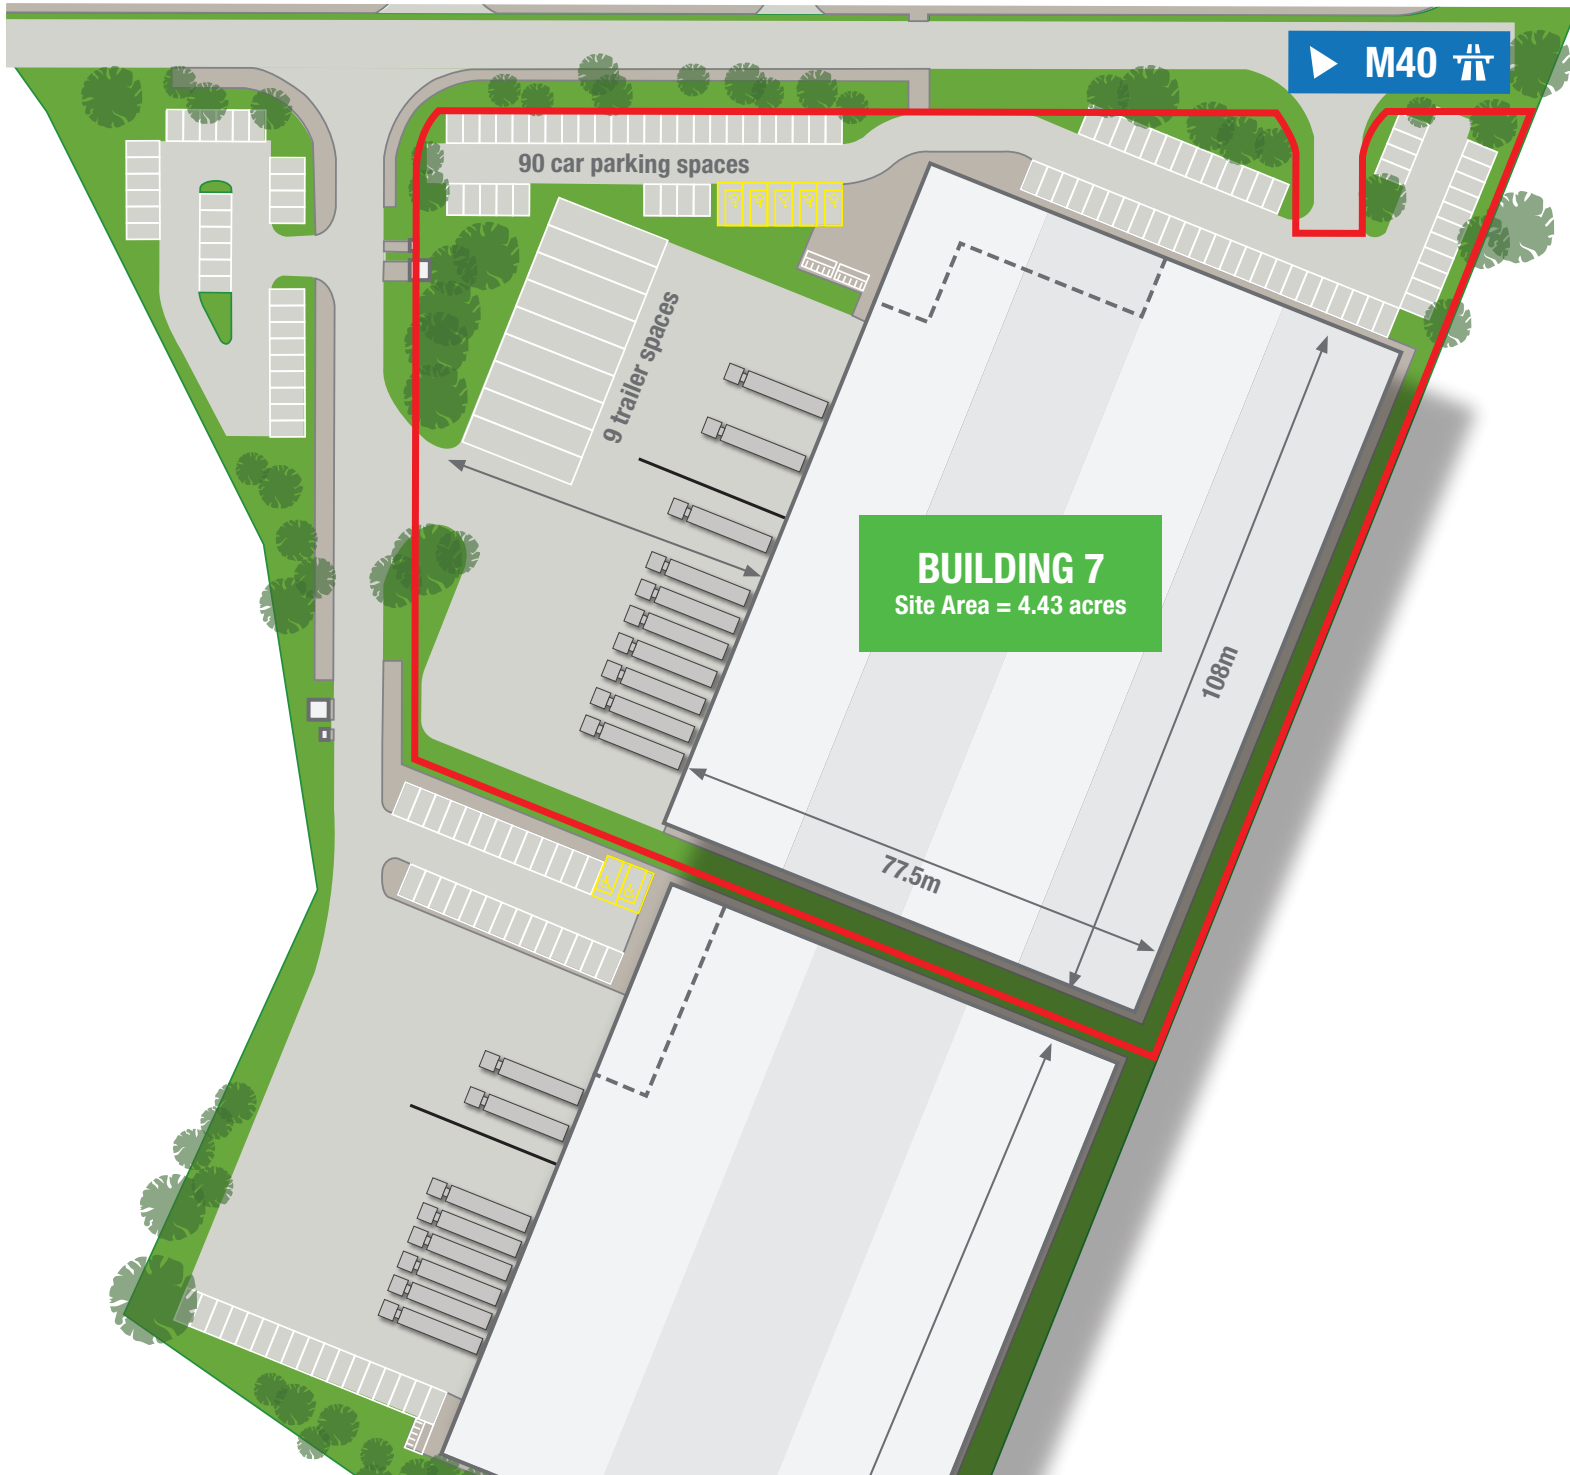 M40
90 car parking spaces
9 trailer spaces
BUILDING 7
Site Area = 4.43 acres
108m
77.5m